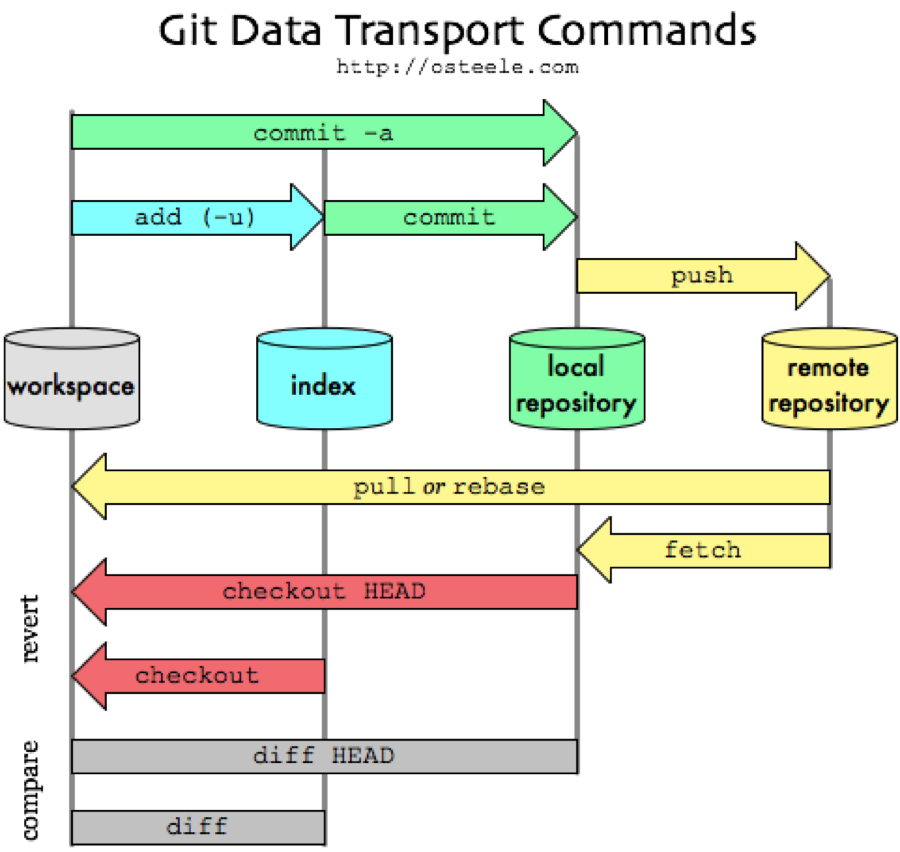 Git Data Transport Commands
http://osteele.com
commit -a
add (-u)
commit
push
workspace
index
local
repository
remote
repository
pull or rebase
fetch
revert
checkout HEAD
checkout
compare
diff HEAD
diff